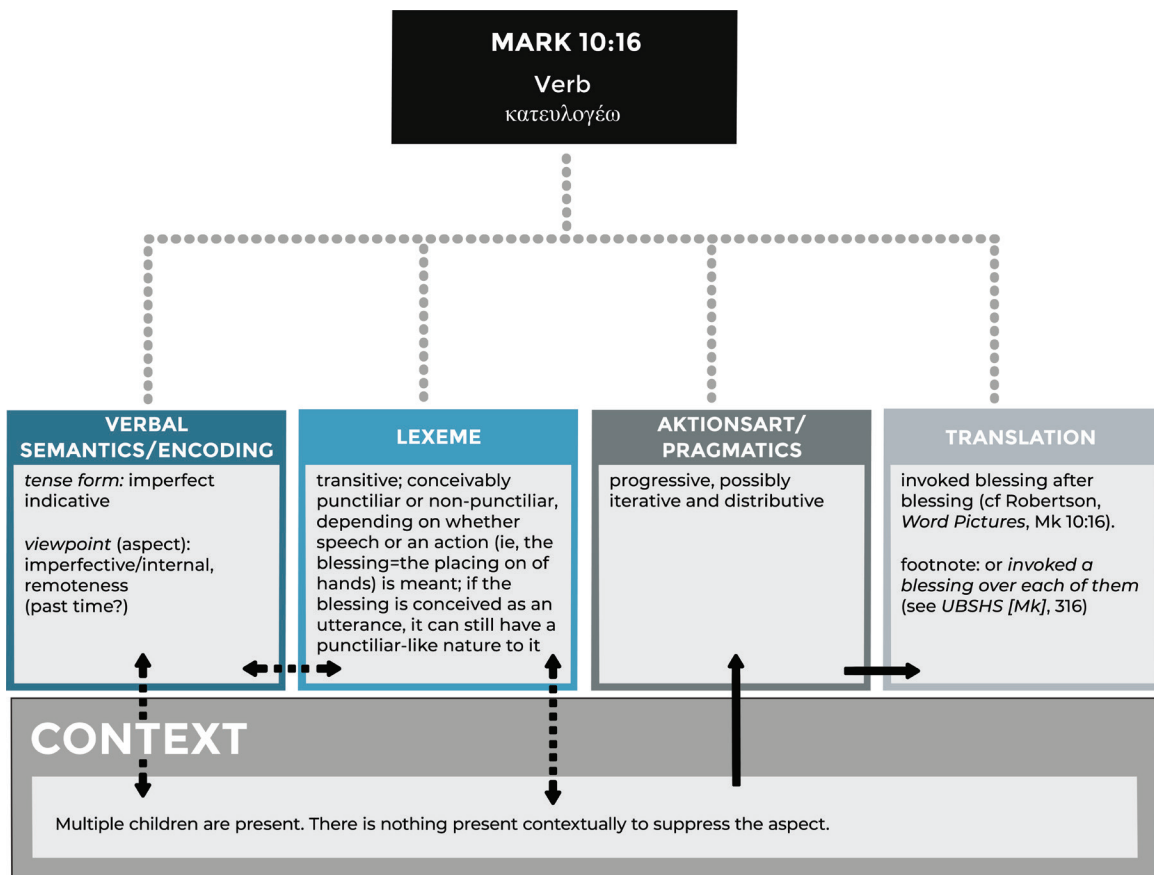 MARK 10:16
Verb
κατευλογέω
VERBAL
SEMANTICS/ENCODING
tense form: imperfect
indicative
viewpoint (aspect):
imperfective/internal,
remoteness
(past time?)
LEXEME
transitive; conceivably
punctiliar or non-punctiliar,
depending on whether
speech or an action (ie, the
blessing=the placing on of
hands) is meant; if the
blessing is conceived as an
utterance, it can still have a
punctiliar-like nature to it
AKTIONSART/
PRAGMATICS
progressive, possibly
iterative and distributive
TRANSLATION
invoked blessing after
blessing (cf Robertson,
Word Pictures, Mk 10:16).
footnote: or invoked a
blessing over each of them
(see UBSHS [Mk], 316)
CONTEXT
Multiple children are present. There is nothing present contextually to suppress the aspect.